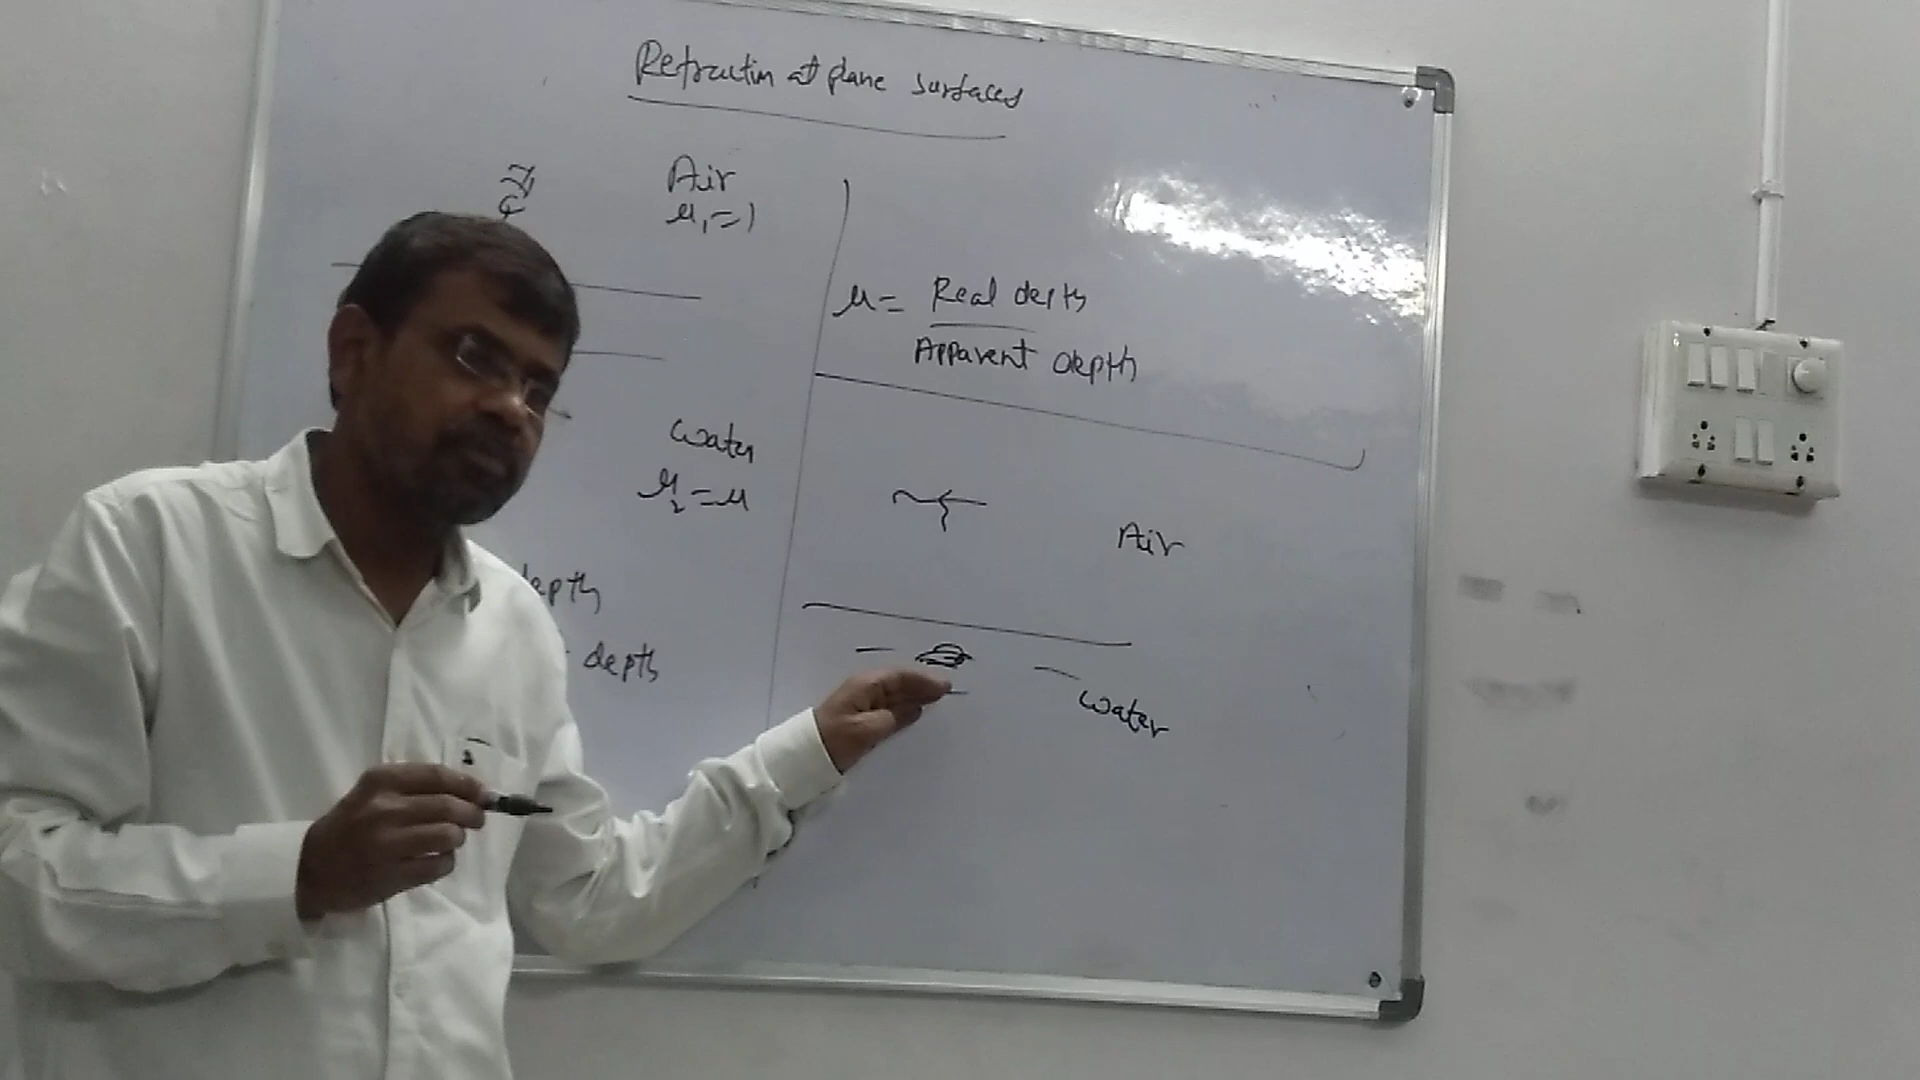 Refraction at plane surfaces
Air
μ₁=1
water
μ₂=μ
depth
depth
μ= Real depth
Apparent depth
Air
water